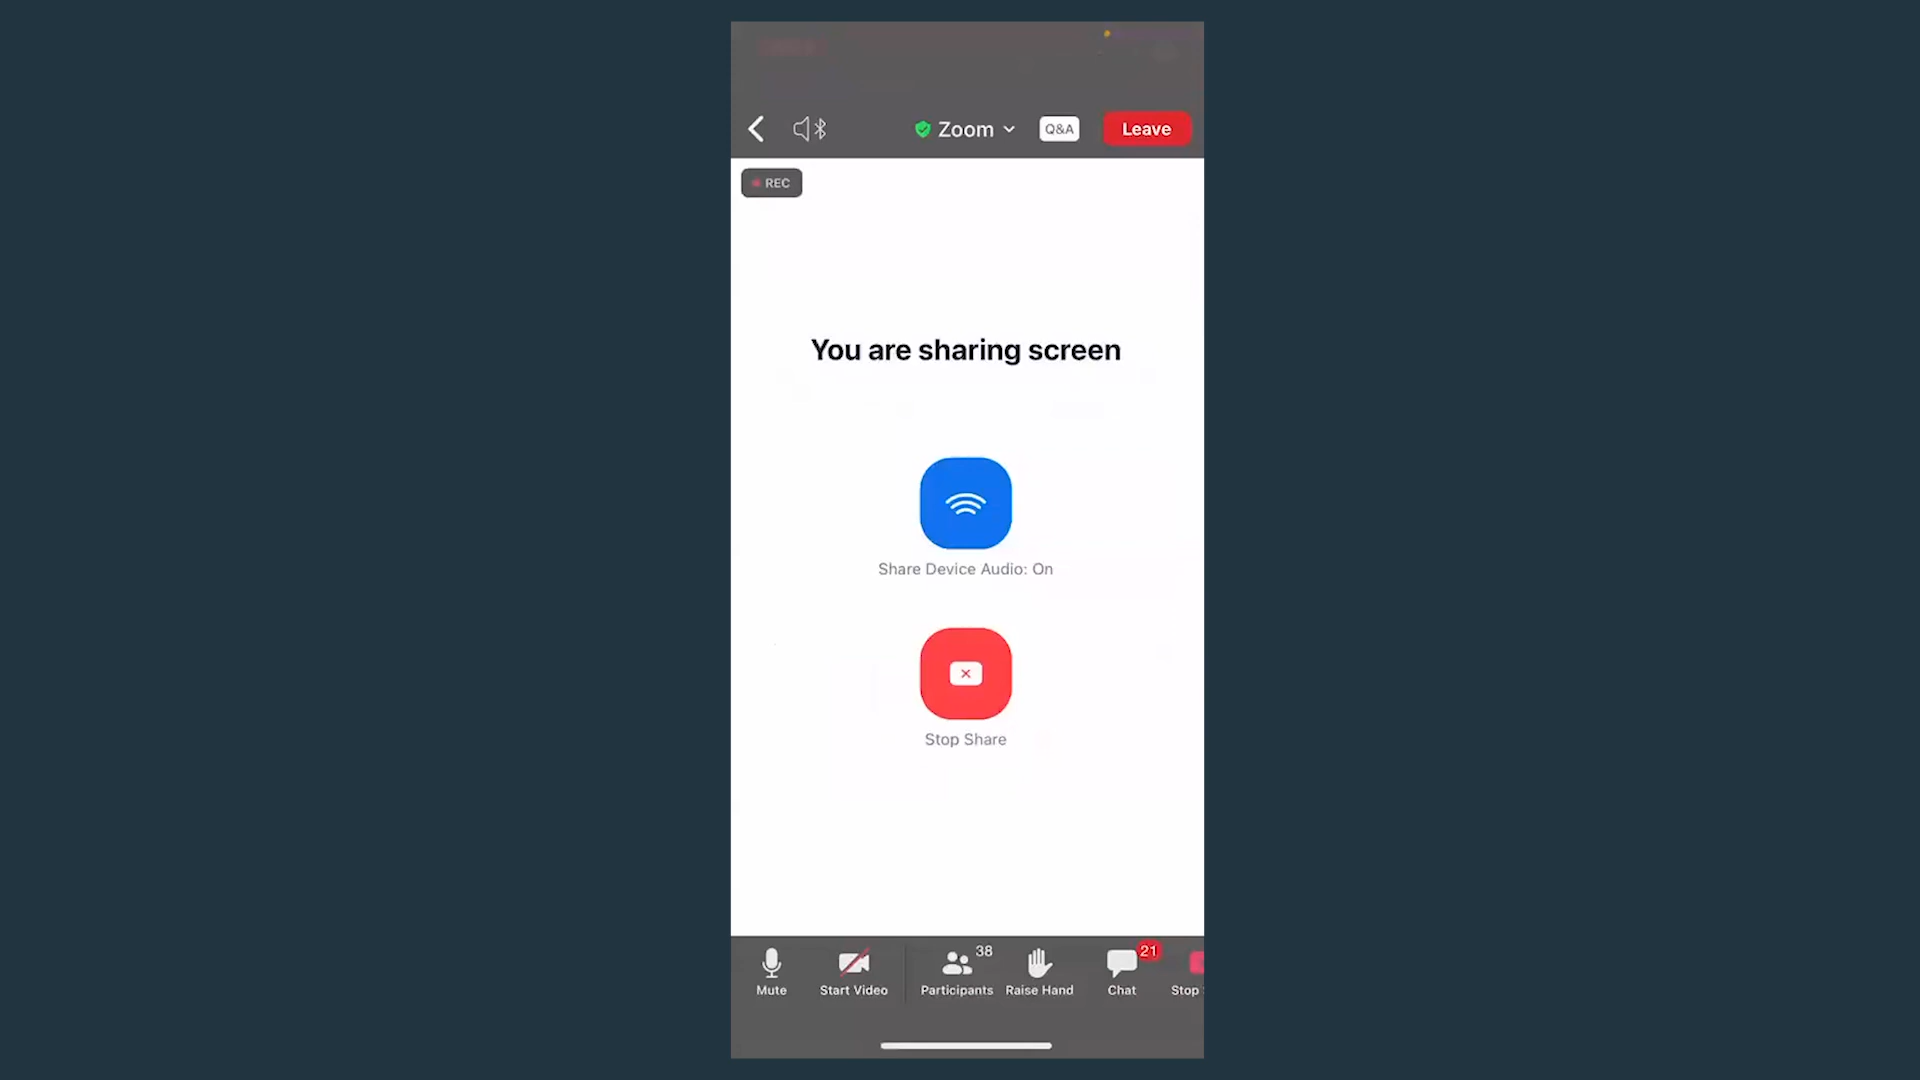 Zoom Q&A Leave
REC
You are sharing screen
Share Device Audio: On
Stop Share
38 21
Mute Start Video Participants Raise Hand Chat Stop